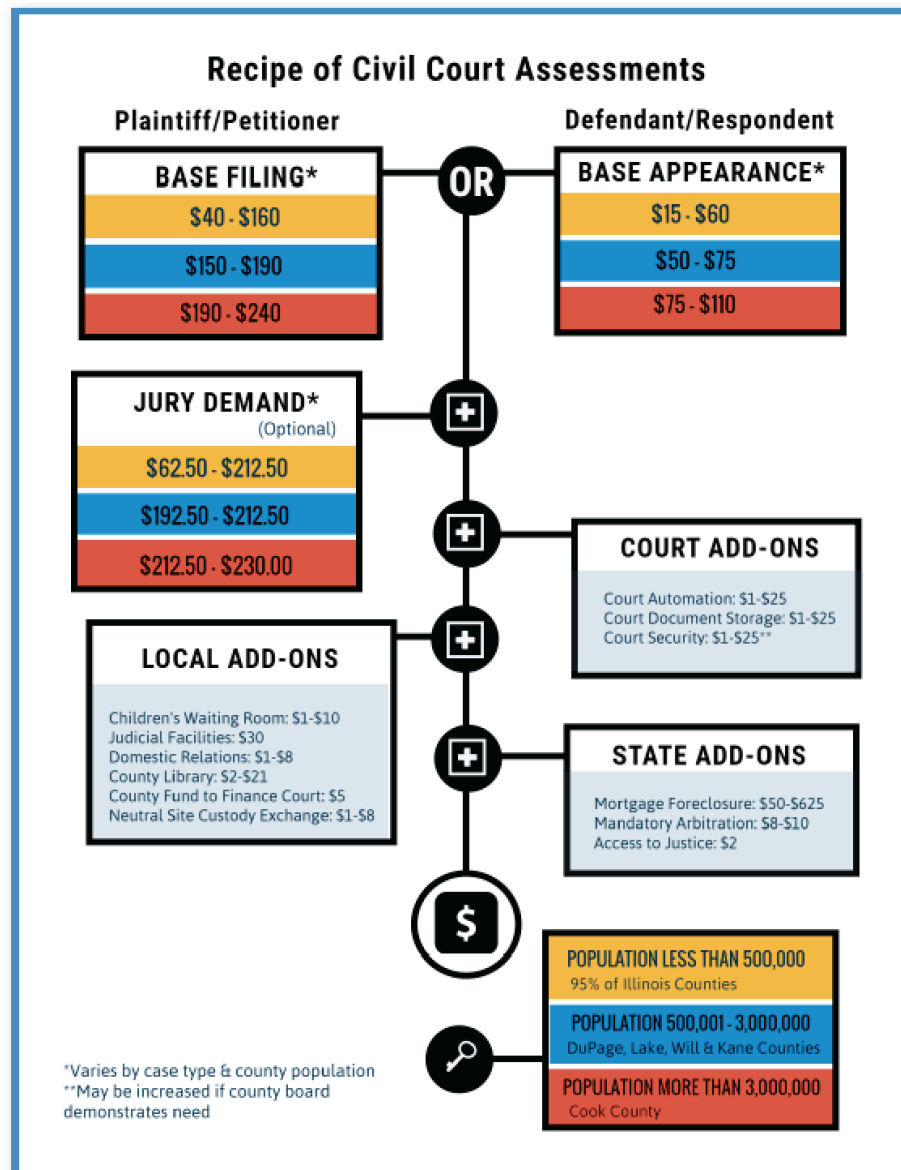 Recipe of Civil Court Assessments
Plaintiff/Petitioner
Defendant/Respondent
BASE FILING*
$40 - $160
$150 - $190
$190 - $240
OR
BASE APPEARANCE*
$15 - $60
$50 - $75
$75 - $110
JURY DEMAND*
(Optional)
$62.50 - $212.50
$192.50 - $212.50
$212.50 - $230.00
COURT ADD-ONS
Court Automation: $1-$25
Court Document Storage: $1-$25
Court Security: $1-$25**
LOCAL ADD-ONS
Children's Waiting Room: $1-$10
Judicial Facilities: $30
Domestic Relations: $1-$8
County Library: $2-$21
County Fund to Finance Court: $5
Neutral Site Custody Exchange: $1-$8
STATE ADD-ONS
Mortgage Foreclosure: $50-$625
Mandatory Arbitration: $8-$10
Access to Justice: $2
$
POPULATION LESS THAN 500,000
95% of Illinois Counties
POPULATION 500,001 - 3,000,000
DuPage, Lake, Will & Kane Counties
POPULATION MORE THAN 3,000,000
Cook County
*Varies by case type & county population
**May be increased if county board
demonstrates need